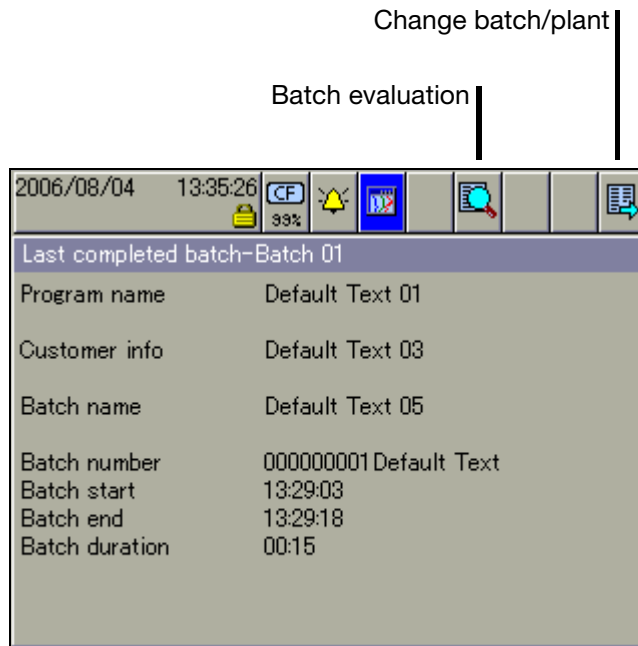 Change batch/plant
Batch evaluation
2006/08/04 13:35:26
CF
99%
Last completed batch-Batch 01
Program name Default Text 01
Customer info Default Text 03
Batch name Default Text 05
Batch number 000000001Default Text
Batch start 13:29:03
Batch end 13:29:18
Batch duration 00:15